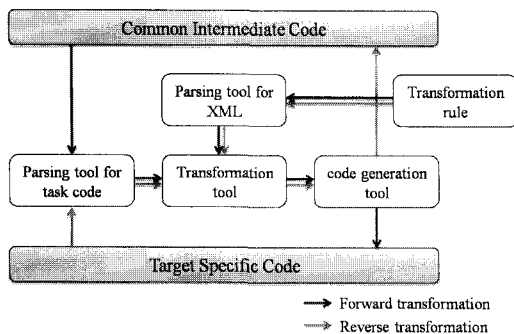 Common Intermediate Code
Parsing tool for
XML
Transformation
rule
Parsing tool for
task code
Transformation
tool
code generation
tool
Target Specific Code
Forward transformation
Reverse transformation